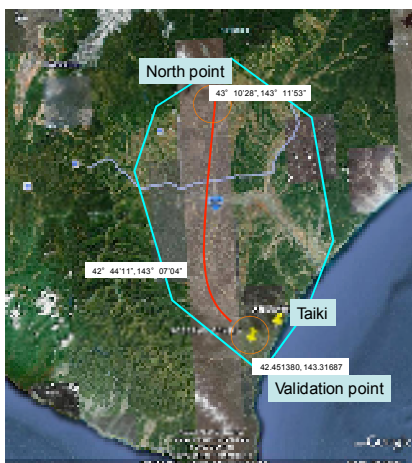 North point
43° 10'28", 143° 11'53"
42° 44'11", 143° 07'04"
Taiki
42.451380, 143.31687
Validation point